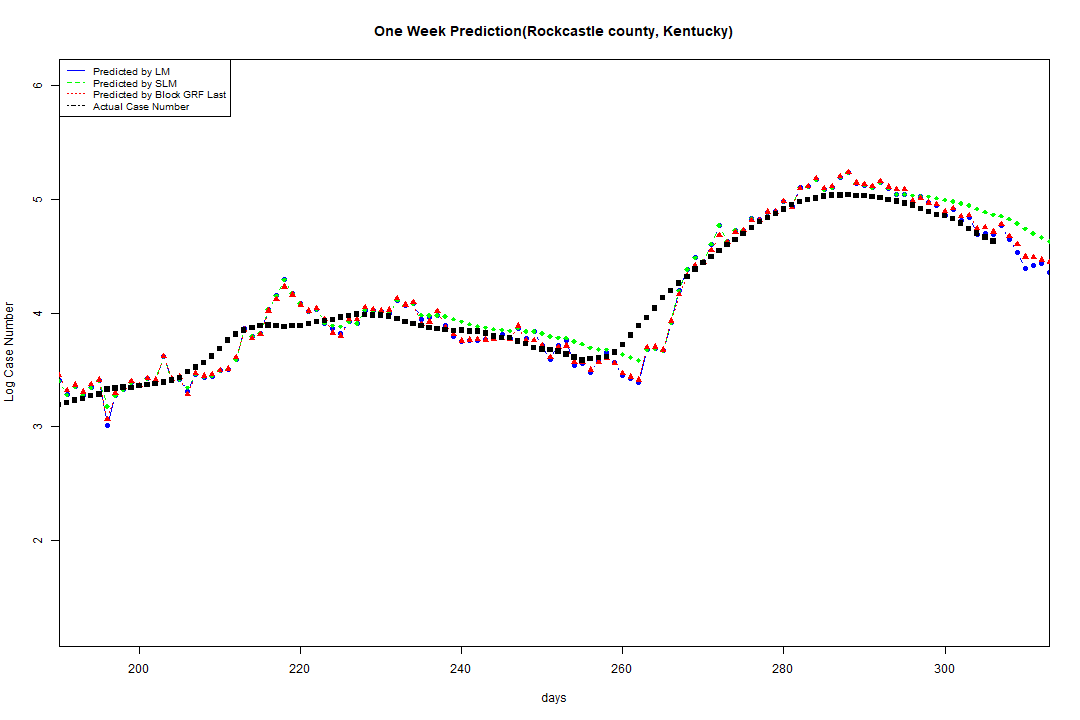 One Week Prediction(Rockcastle county, Kentucky)
Predicted by LM
Predicted by SLM
Predicted by Block GRF Last
Actual Case Number
6
5
4
3
2
Log Case Number
200 220 240 260 280 300
days